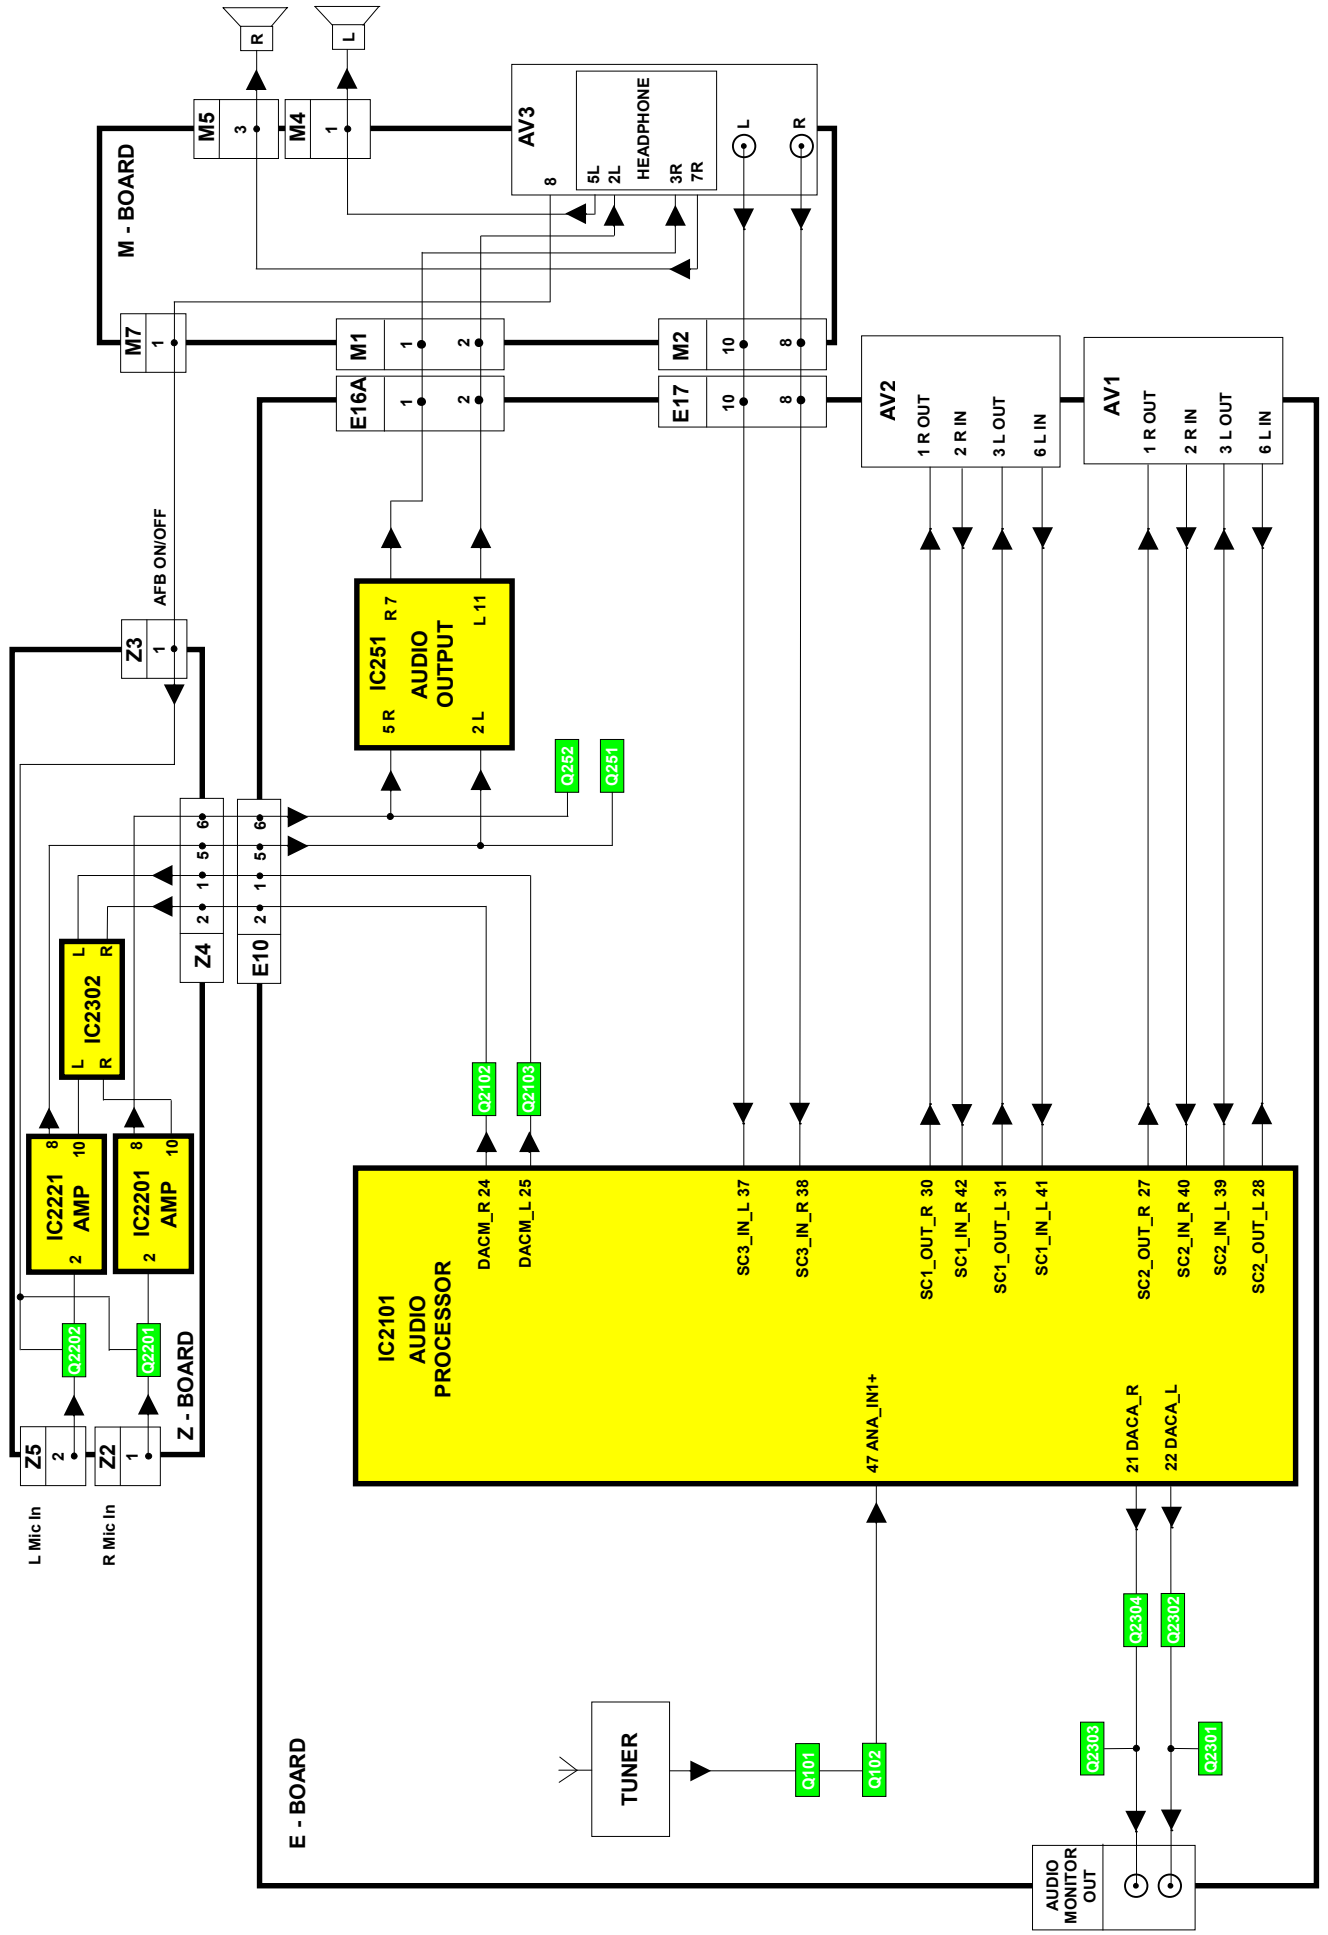 L Mic In
R Mic In
Z5
2
Z2
1
Z - BOARD
Q2202
Q2201
IC2221
AMP
2
8
10
IC2201
AMP
2
8
10
IC2302
L
R
L
R
Z4
2
1
5
6
Z3
1
AFB ON/OFF
M7
1
M - BOARD
M5
3
R
M4
1
L
AV3
8
5L
2L
HEADPHONE
3R
7R
L
R
M1
1
2
M2
10
8
E - BOARD
E10
2
1
5
6
E16A
1
2
E17
10
8
IC251
AUDIO
OUTPUT
5 R
2 L
R 7
L 11
Q252
Q251
Q2102
Q2103
TUNER
Q101
Q102
IC2101
AUDIO
PROCESSOR
DACM_R 24
DACM_L 25
SC3_IN_L 37
SC3_IN_R 38
SC1_OUT_R 30
SC1_IN_R 42
SC1_OUT_L 31
SC1_IN_L 41
SC2_OUT_R 27
SC2_IN_R 40
SC2_IN_L 39
SC2_OUT_L 28
47 ANA_IN1+
21 DACA_R
22 DACA_L
AV2
1 R OUT
2 R IN
3 L OUT
6 L IN
AV1
1 R OUT
2 R IN
3 L OUT
6 L IN
Q2304
Q2302
Q2303
Q2301
AUDIO
MONITOR
OUT